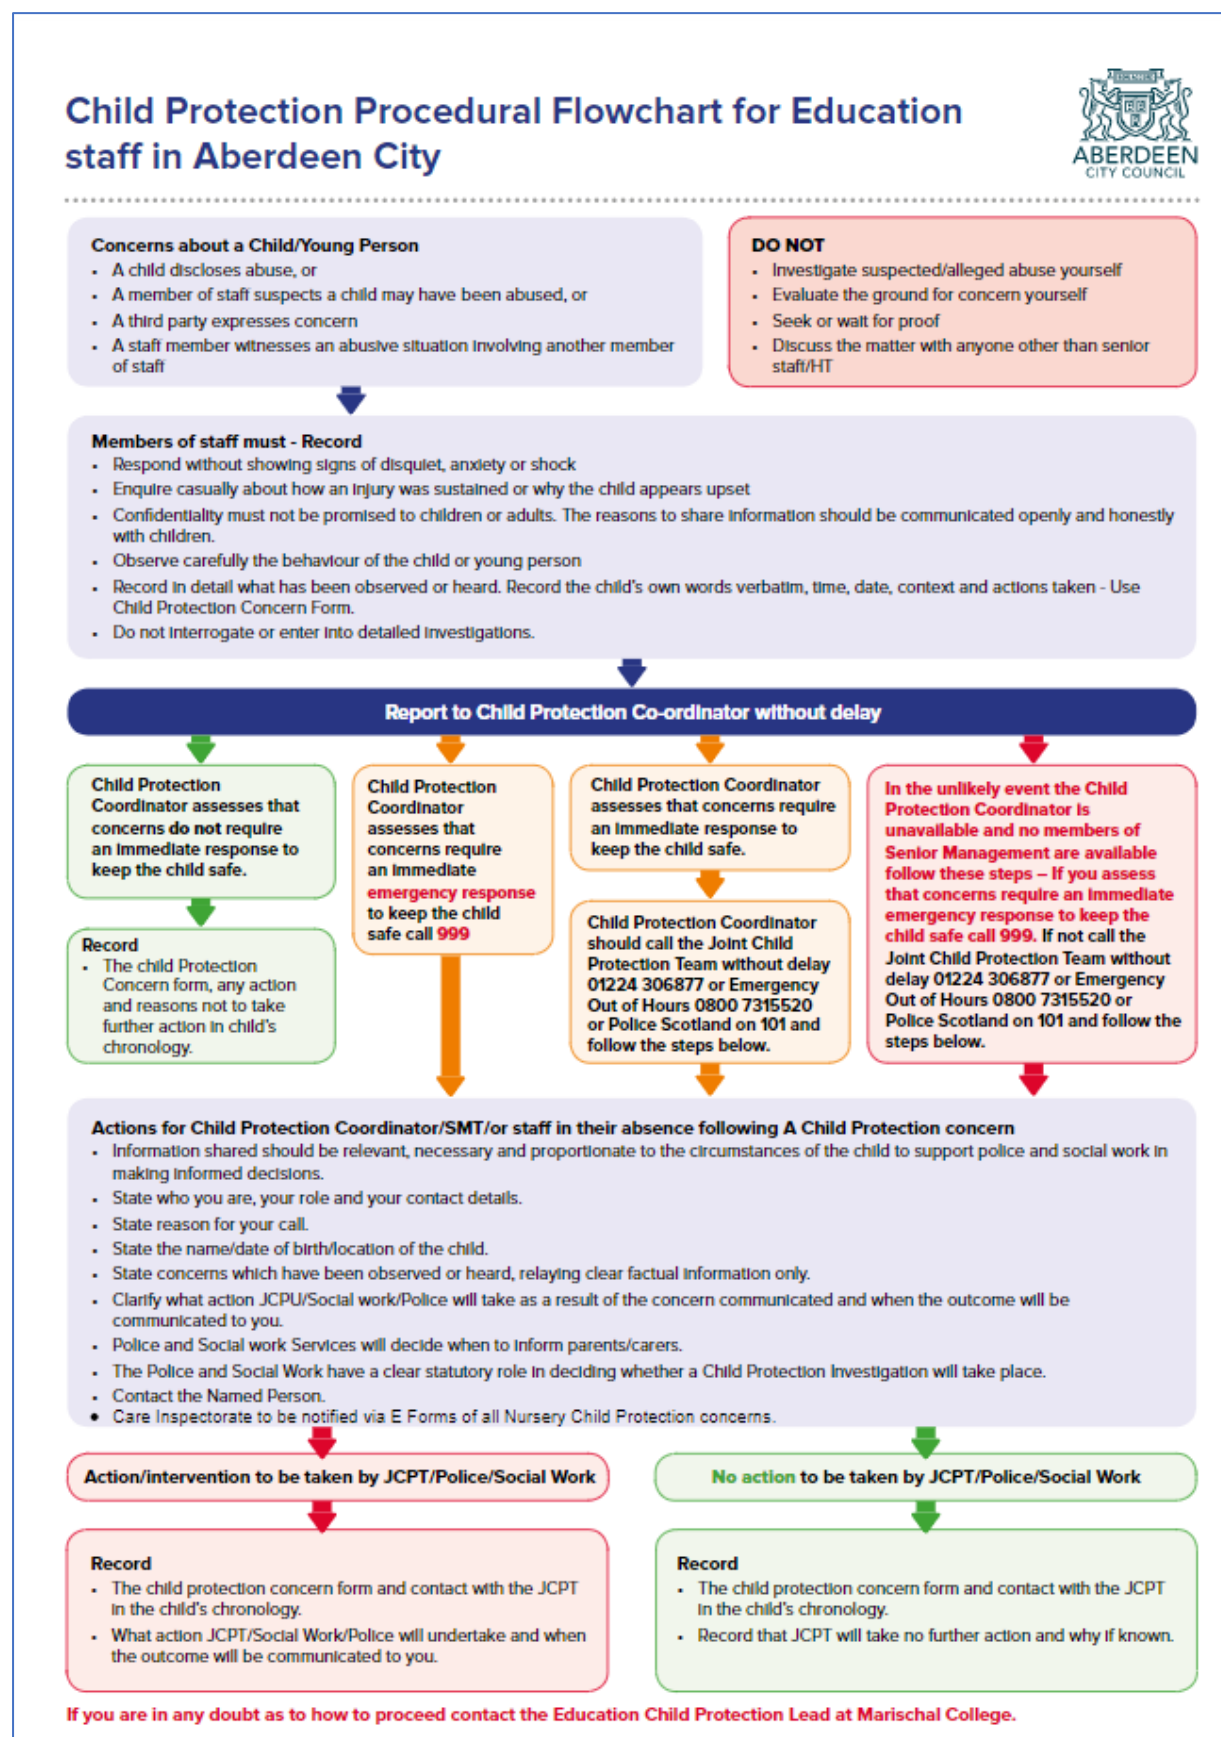 Child Protection Procedural Flowchart for Education
staff in Aberdeen City
ABERDEEN
CITY COUNCIL
Concerns about a Child/Young Person
• A child discloses abuse, or
• A member of staff suspects a child may have been abused, or
• A third party expresses concern
• A staff member witnesses an abusive situation involving another member
of staff
DO NOT
• Investigate suspected/alleged abuse yourself
• Evaluate the ground for concern yourself
• Seek or wait for proof
• Discuss the matter with anyone other than senior
staff/HT
Members of staff must - Record
• Respond without showing signs of disquiet, anxiety or shock
• Enquire casually about how an injury was sustained or why the child appears upset
• Confidentiality must not be promised to children or adults. The reasons to share information should be communicated openly and honestly
with children.
• Observe carefully the behaviour of the child or young person
• Record in detail what has been observed or heard. Record the child's own words verbatim, time, date, context and actions taken - Use
Child Protection Concern Form.
• Do not interrogate or enter into detailed investigations.
Report to Child Protection Co-ordinator without delay
Child Protection
Coordinator assesses that
concerns do not require
an immediate response to
keep the child safe.
Record
• The child Protection
Concern form, any action
and reasons not to take
further action in child's
chronology.
Child Protection
Coordinator
assesses that
concerns require
an immediate
emergency response
to keep the child
safe call 999
Child Protection Coordinator
assesses that concerns require
an immediate response to
keep the child safe.
Child Protection Coordinator
should call the Joint Child
Protection Team without delay
01224 306877 or Emergency
Out of Hours 0800 7315520
or Police Scotland on 101 and
follow the steps below.
In the unlikely event the Child
Protection Coordinator is
unavailable and no members of
Senior Management are available
follow these steps – If you assess
that concerns require an immediate
emergency response to keep the
child safe call 999. If not call the
Joint Child Protection Team without
delay 01224 306877 or Emergency
Out of Hours 0800 7315520 or
Police Scotland on 101 and follow the
steps below.
Actions for Child Protection Coordinator/SMT/or staff in their absence following A Child Protection concern
• Information shared should be relevant, necessary and proportionate to the circumstances of the child to support police and social work in
making informed decisions.
• State who you are, your role and your contact details.
• State reason for your call.
• State the name/date of birth/location of the child.
• State concerns which have been observed or heard, relaying clear factual information only.
• Clarify what action JCPU/Social work/Police will take as a result of the concern communicated and when the outcome will be
communicated to you.
• Police and Social work Services will decide when to inform parents/carers.
• The Police and Social Work have a clear statutory role in deciding whether a Child Protection Investigation will take place.
• Contact the Named Person.
• Care Inspectorate to be notified via E Forms of all Nursery Child Protection concerns.
Action/intervention to be taken by JCPT/Police/Social Work
Record
• The child protection concern form and contact with the JCPT
in the child's chronology.
• What action JCPT/Social Work/Police will undertake and when
the outcome will be communicated to you.
No action to be taken by JCPT/Police/Social Work
Record
• The child protection concern form and contact with the JCPT
in the child's chronology.
• Record that JCPT will take no further action and why if known.
If you are in any doubt as to how to proceed contact the Education Child Protection Lead at Marischal College.